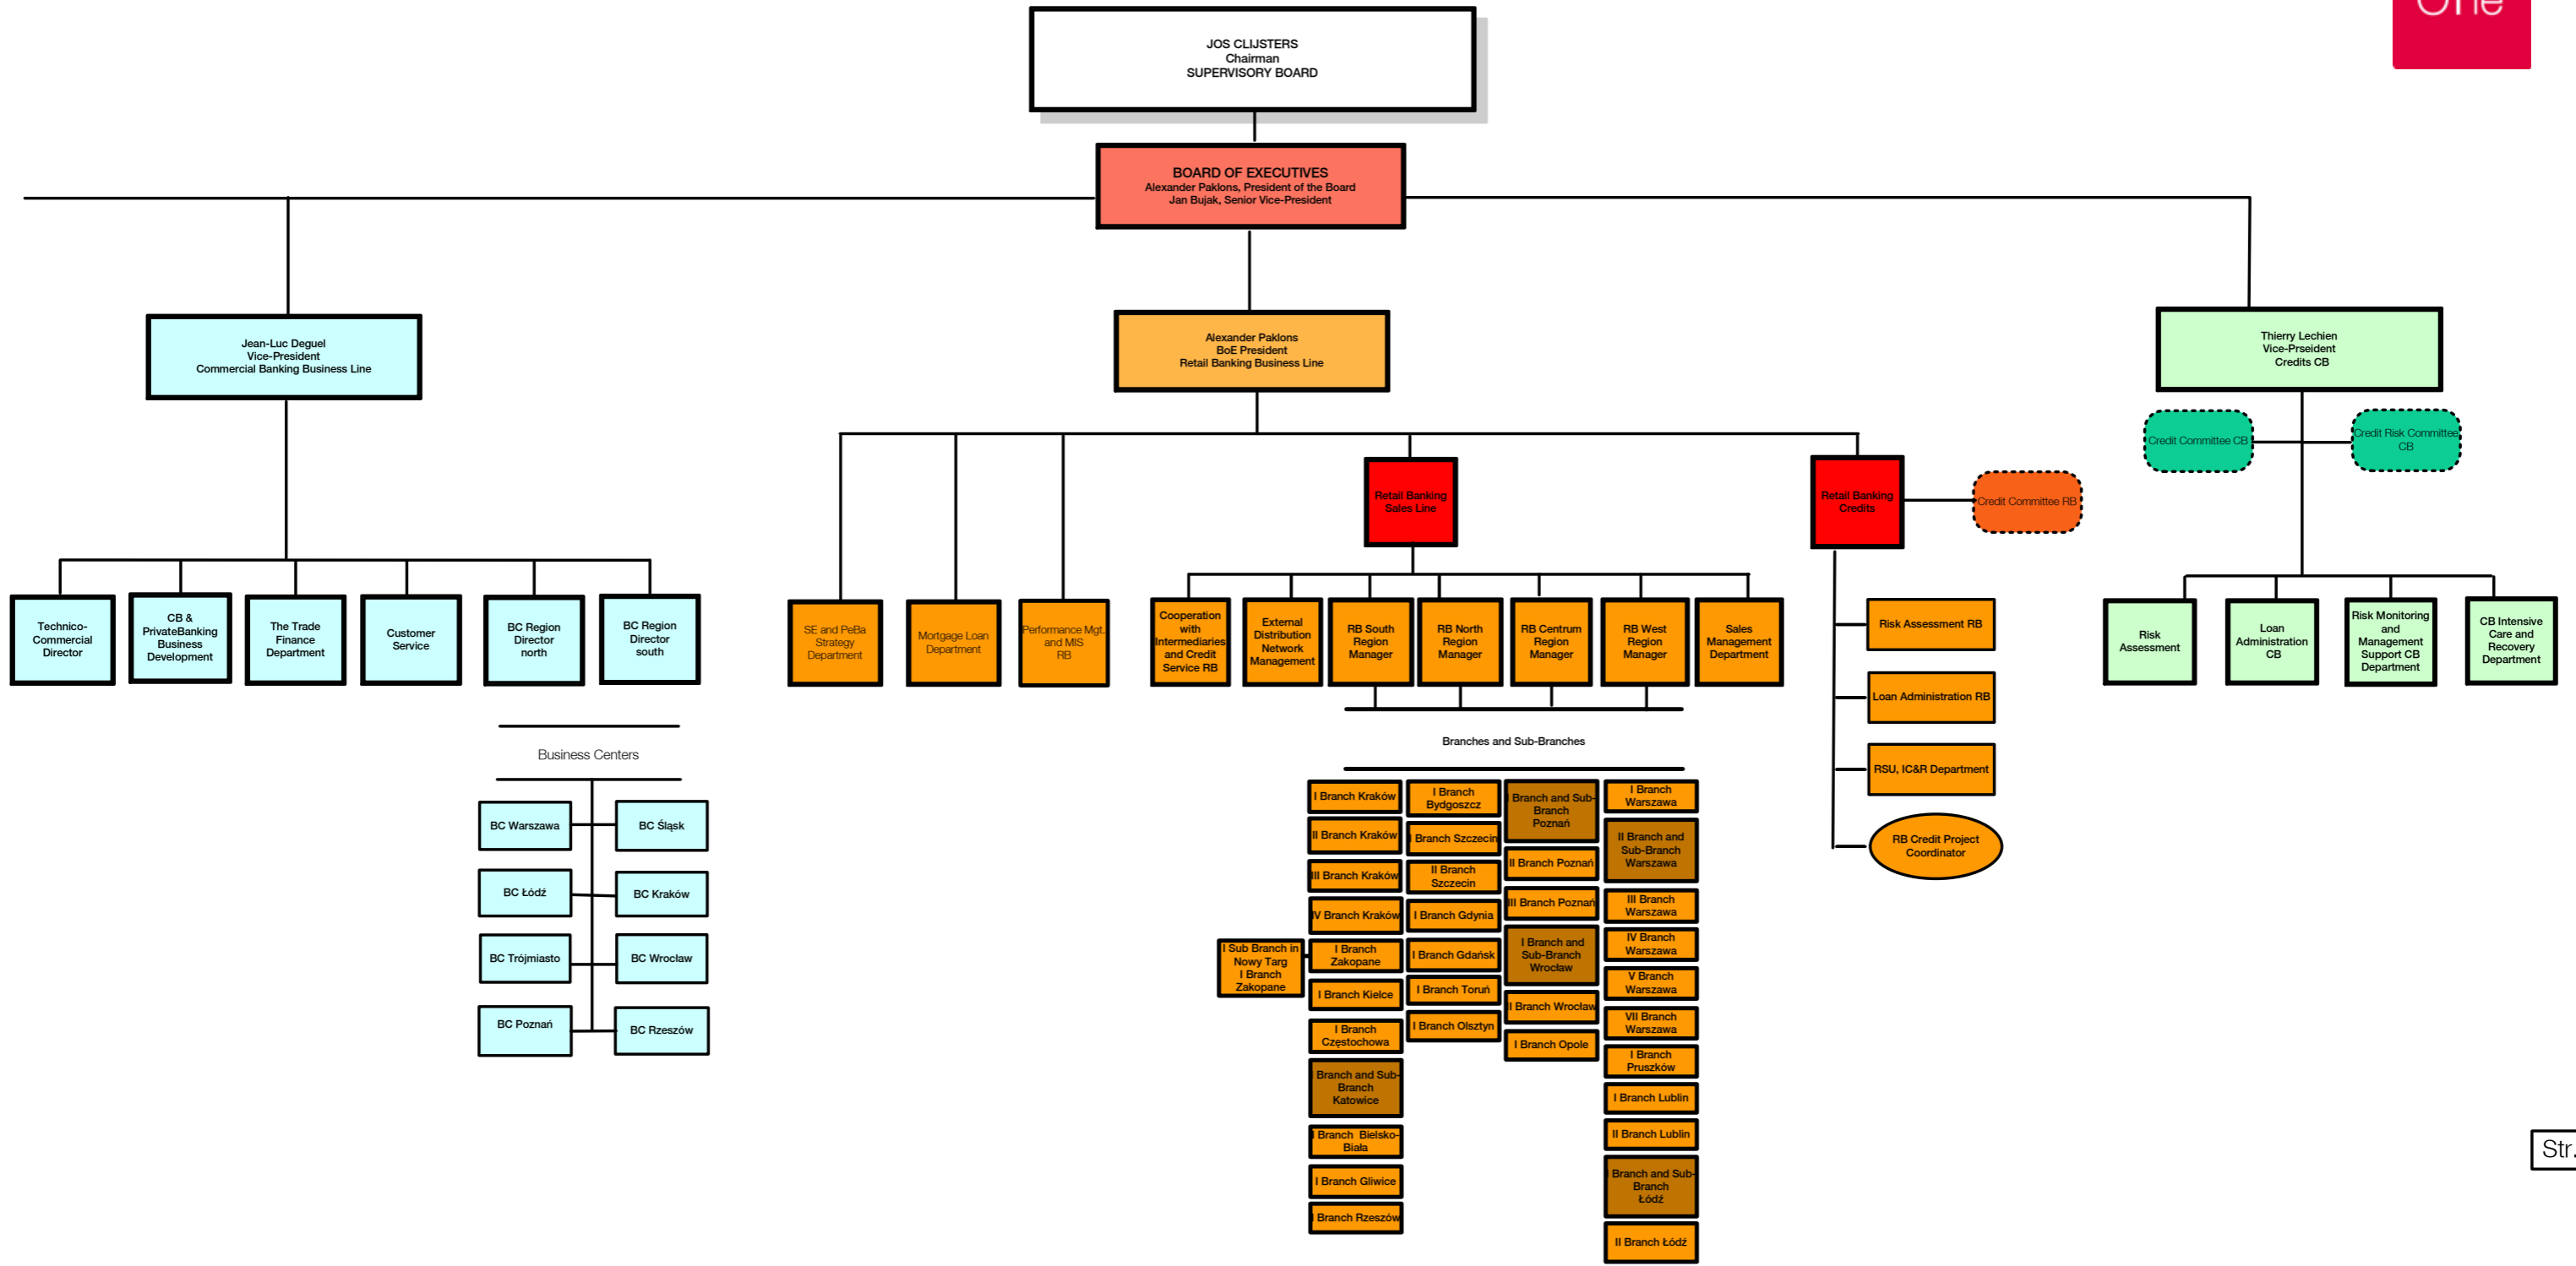 One
JOS CLIJSTERS
Chairman
SUPERVISORY BOARD
BOARD OF EXECUTIVES
Alexander Paklons, President of the Board
Jan Bujak, Senior Vice-President
Jean-Luc Deguel
Vice-President
Commercial Banking Business Line
Alexander Paklons
BoE President
Retail Banking Business Line
Thierry Lechien
Vice-Prseident
Credits CB
Credit Committee CB
Credit Risk Committee
CB
Retail Banking
Sales Line
Retail Banking
Credits
Credit Committee RB
Technico-
Commercial
Director
CB &
PrivateBanking
Business
Development
The Trade
Finance
Department
Customer
Service
BC Region
Director
north
BC Region
Director
south
SE and PeBa
Strategy
Department
Mortgage Loan
Department
Performance Mgt.
and MIS
RB
Cooperation
with
Intermediaries
and Credit
Service RB
External
Distribution
Network
Management
RB South
Region
Manager
RB North
Region
Manager
RB Centrum
Region
Manager
RB West
Region
Manager
Sales
Management
Department
Risk Assessment RB
Loan Administration RB
RSU, IC&R Department
RB Credit Project
Coordinator
Risk
Assessment
Loan
Administration
CB
Risk Monitoring
and
Management
Support CB
Department
CB Intensive
Care and
Recovery
Department
Business Centers
BC Warszawa
BC Śląsk
BC Łódź
BC Kraków
BC Trójmiasto
BC Wrocław
BC Poznań
BC Rzeszów
Branches and Sub-Branches
I Branch Kraków
II Branch Kraków
III Branch Kraków
IV Branch Kraków
I Sub Branch in
Nowy Targ
I Branch
Zakopane
I Branch
Zakopane
I Branch Kielce
I Branch
Częstochowa
I Branch and Sub-
Branch
Katowice
I Branch Bielsko-
Biała
I Branch Gliwice
I Branch Rzeszów
I Branch
Bydgoszcz
I Branch Szczecin
II Branch
Szczecin
I Branch Gdynia
I Branch Gdańsk
I Branch Toruń
I Branch Olsztyn
I Branch and Sub-
Branch
Poznań
II Branch Poznań
III Branch Poznań
I Branch and
Sub-Branch
Wrocław
I Branch Wrocław
I Branch Opole
I Branch
Warszawa
II Branch and
Sub-Branch
Warszawa
III Branch
Warszawa
IV Branch
Warszawa
V Branch
Warszawa
VII Branch
Warszawa
I Branch
Pruszków
I Branch Lublin
II Branch Lublin
I Branch and Sub-
Branch
Łódź
II Branch Łódź
Str.